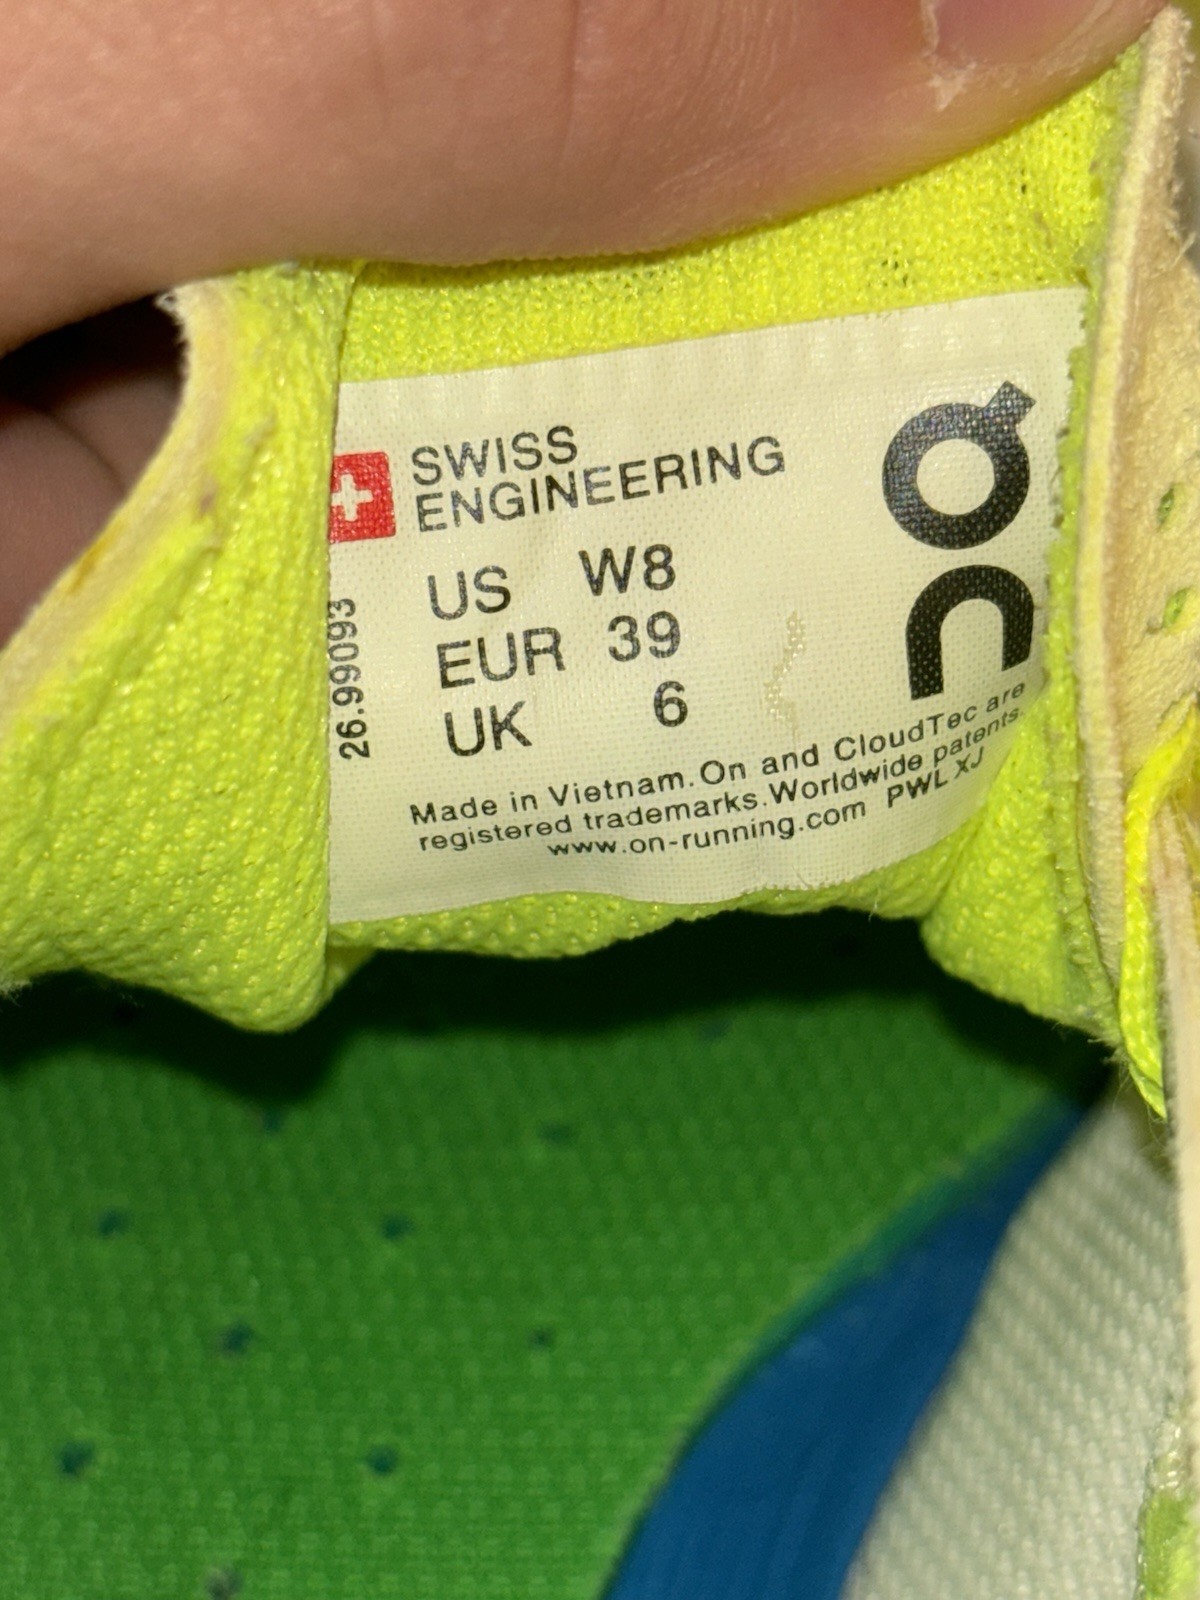 SWISS
ENGINEERING
US W8
EUR 39
UK 6
26.99093
Made in Vietnam.On and CloudTec are
registered trademarks.Worldwide patents.
www.on-running.com PWL XJ
On